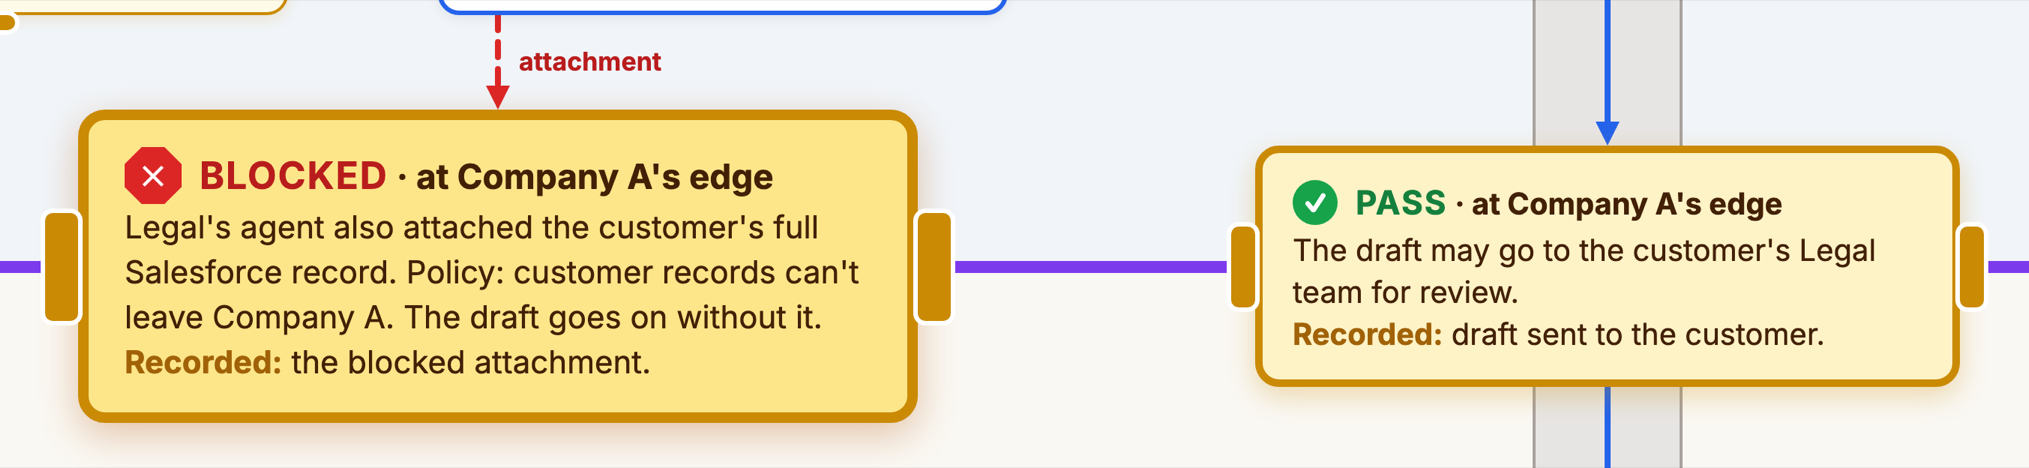 attachment
BLOCKED · at Company A's edge
Legal's agent also attached the customer's full
Salesforce record. Policy: customer records can't
leave Company A. The draft goes on without it.
Recorded: the blocked attachment.
PASS · at Company A's edge
The draft may go to the customer's Legal
team for review.
Recorded: draft sent to the customer.